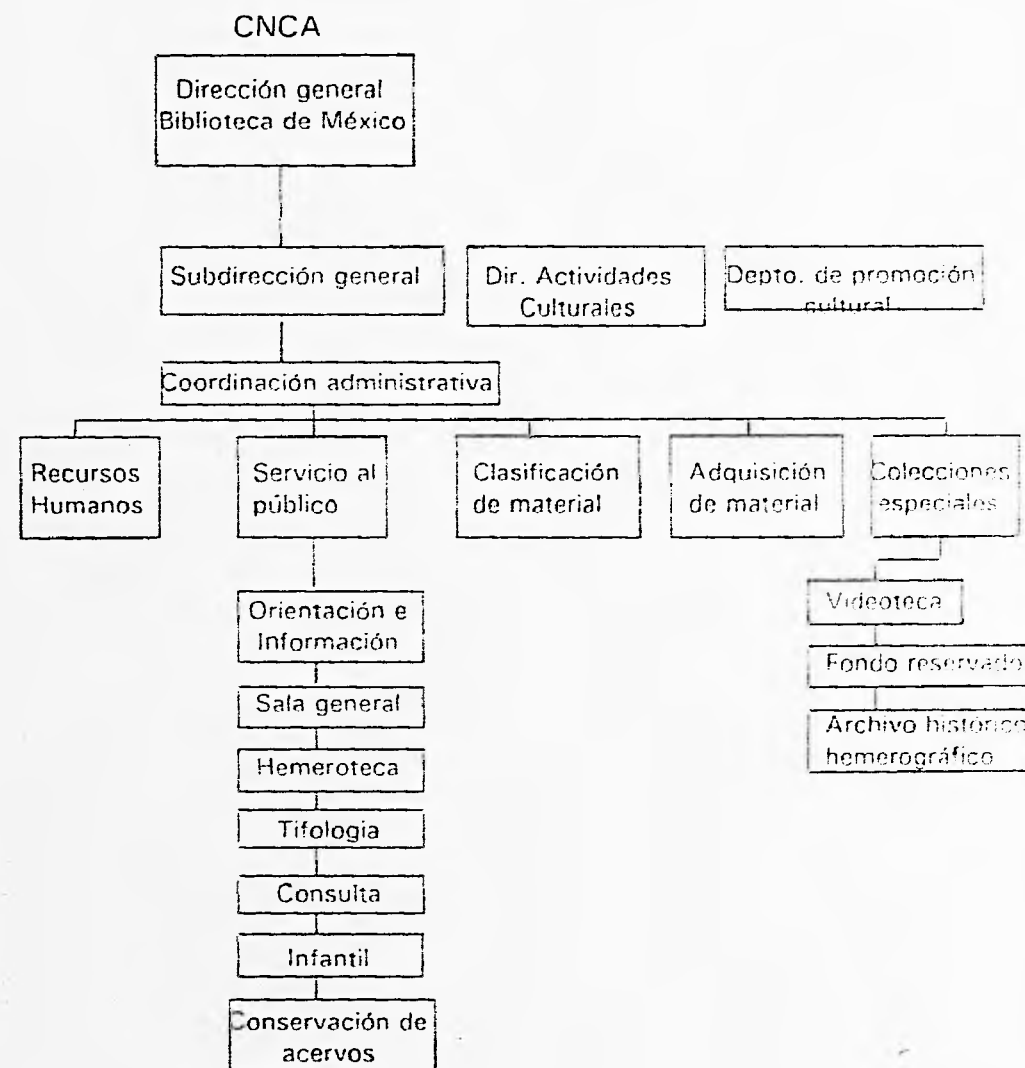 CNCA
Dirección general
Biblioteca de México
Subdirección general
Dir. Actividades
Culturales
Depto. de promoción
cultural
Coordinación administrativa
Recursos
Humanos
Servicio al
público
Clasificación
de material
Adquisición
de material
Colecciones
especiales
Orientación e
Información
Sala general
Hemeroteca
Tifologia
Consulta
Infantil
Conservación de
acervos
Videoteca
Fondo reservado
Archivo histórico
hemerográfico